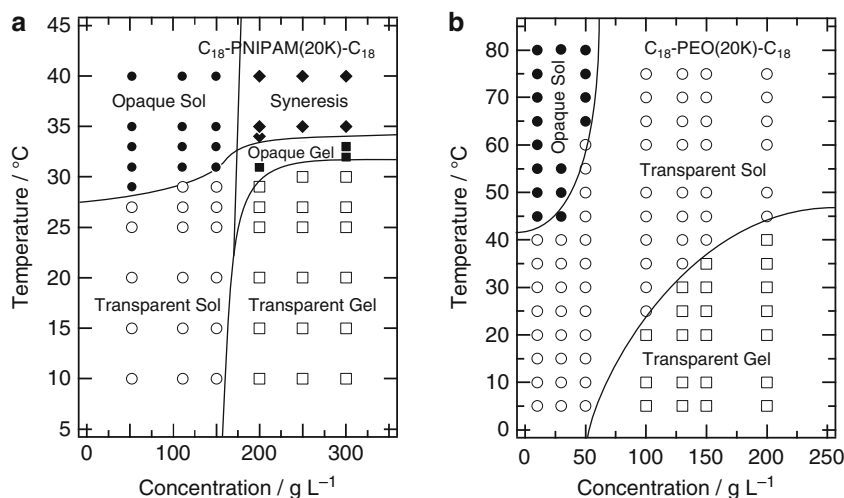 a
C18-PNIPAM(20K)-C18
Opaque Sol
Syneresis
Opaque Gel
Transparent Sol
Transparent Gel
45
40
35
30
25
20
15
10
5
Temperature / °C
0 50 100 150 200 250 300
Concentration / g L⁻¹
b
C18-PEO(20K)-C18
Opaque Sol
Transparent Sol
Transparent Gel
80
70
60
50
40
30
20
10
0
Temperature / °C
0 50 100 150 200 250
Concentration / g L⁻¹